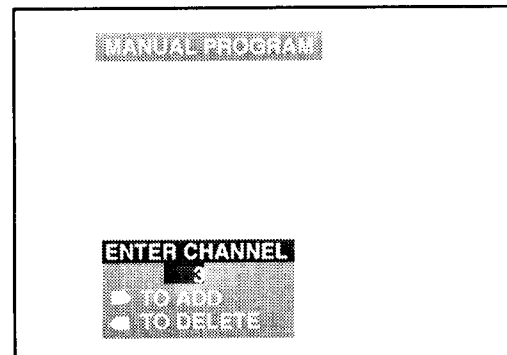 MANUAL PROGRAM
ENTER CHANNEL
3
TO ADD
TO DELETE